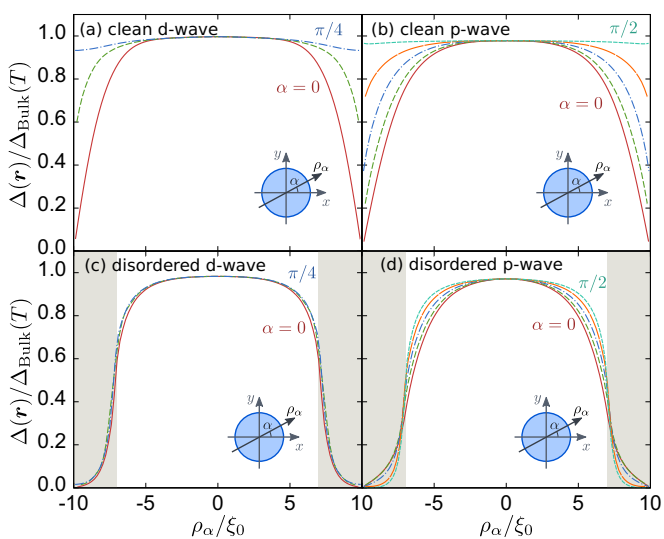 (a) clean d-wave
π/4
(b) clean p-wave
π/2
1.0
0.8
0.6
0.4
0.2
0.0
Δ(r)/Δ_Bulk(T)
α = 0
α = 0
y
ρ_α
α
x
y
ρ_α
α
x
(c) disordered d-wave
π/4
(d) disordered p-wave
π/2
1.0
0.8
0.6
0.4
0.2
0.0
Δ(r)/Δ_Bulk(T)
α = 0
α = 0
y
ρ_α
α
x
y
ρ_α
α
x
-10 -5 0 5 10 -5 0 5 10
ρ_α/ξ_0
ρ_α/ξ_0